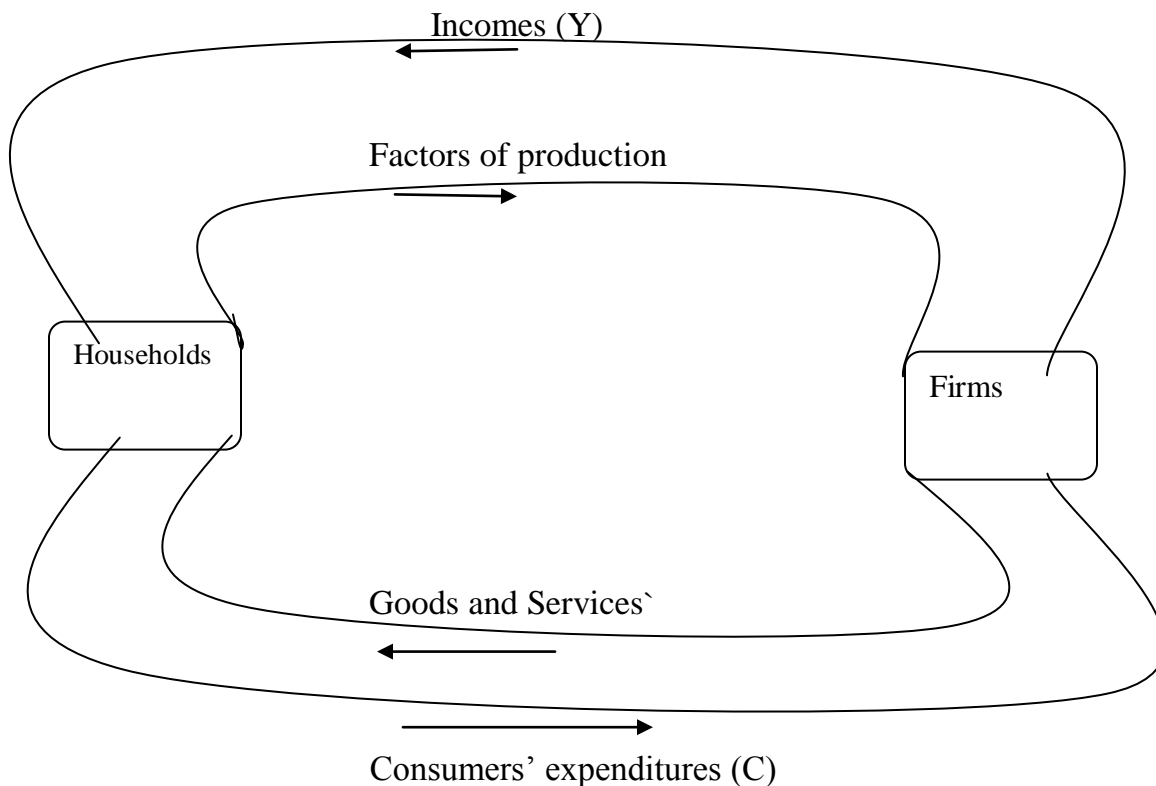 Incomes (Y)
Factors of production
Households
Firms
Goods and Services`
Consumers’ expenditures (C)